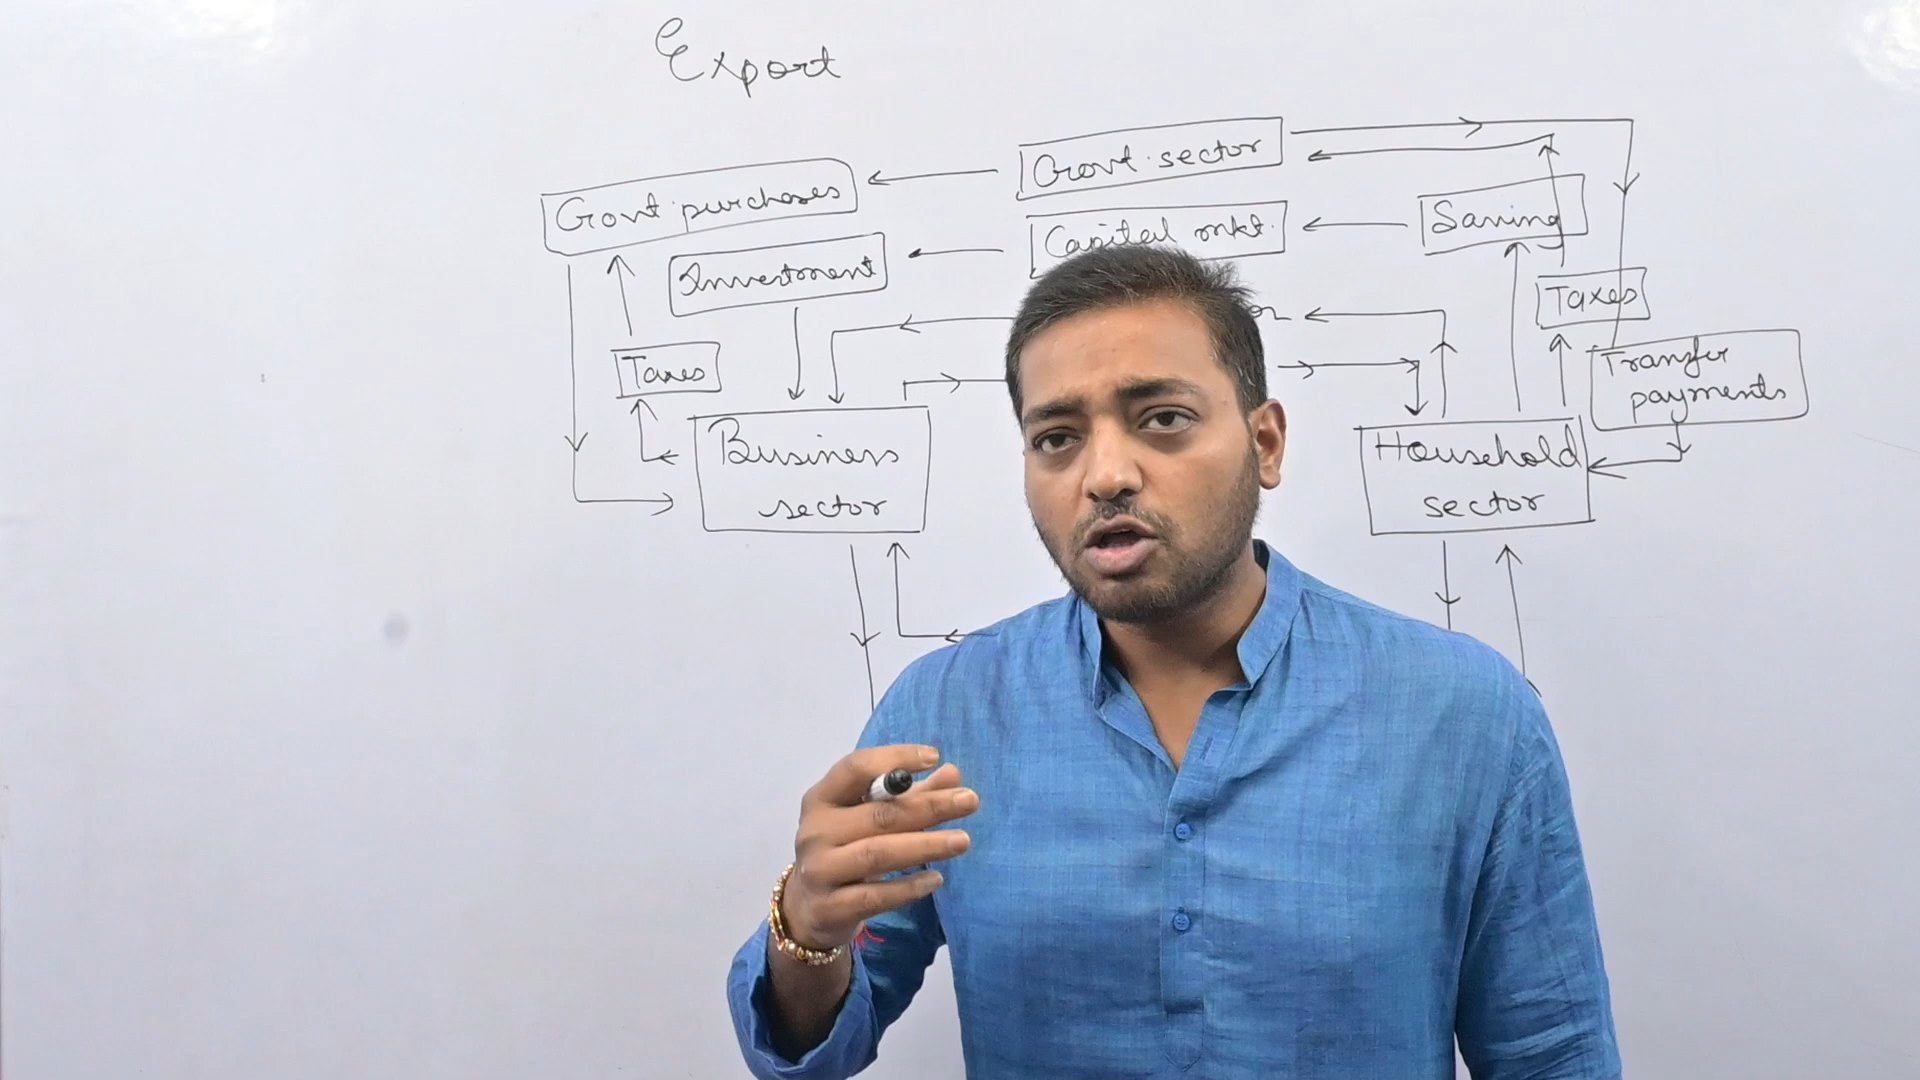 Export
Govt. sector
Govt. purchases
Saving
Capital mkt.
Investment
Taxes
Taxes
Transfer
payments
Business
sector
Household
sector